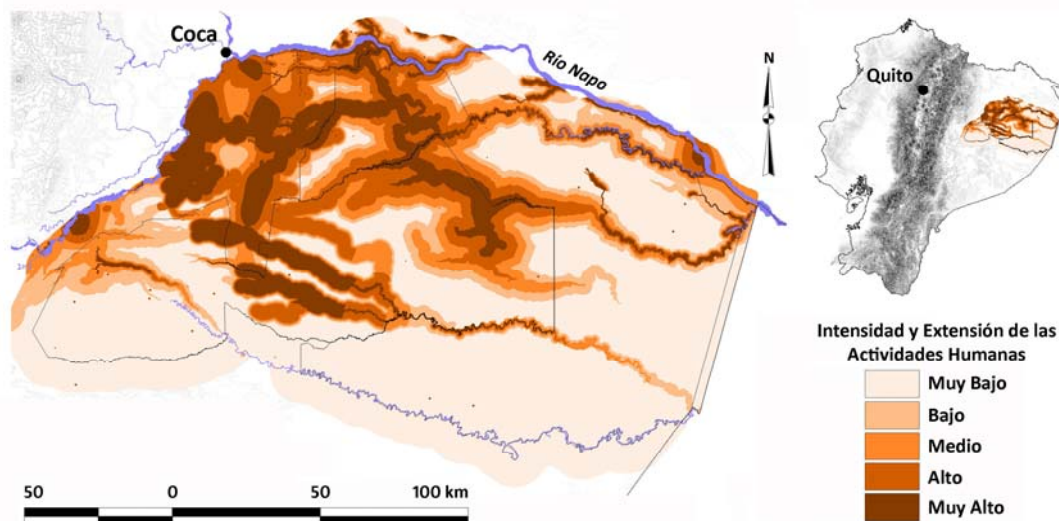 Coca
Río Napo
N
Quito
Intensidad y Extensión de las
Actividades Humanas
Muy Bajo
Bajo
Medio
Alto
Muy Alto
50 0 50 100 km